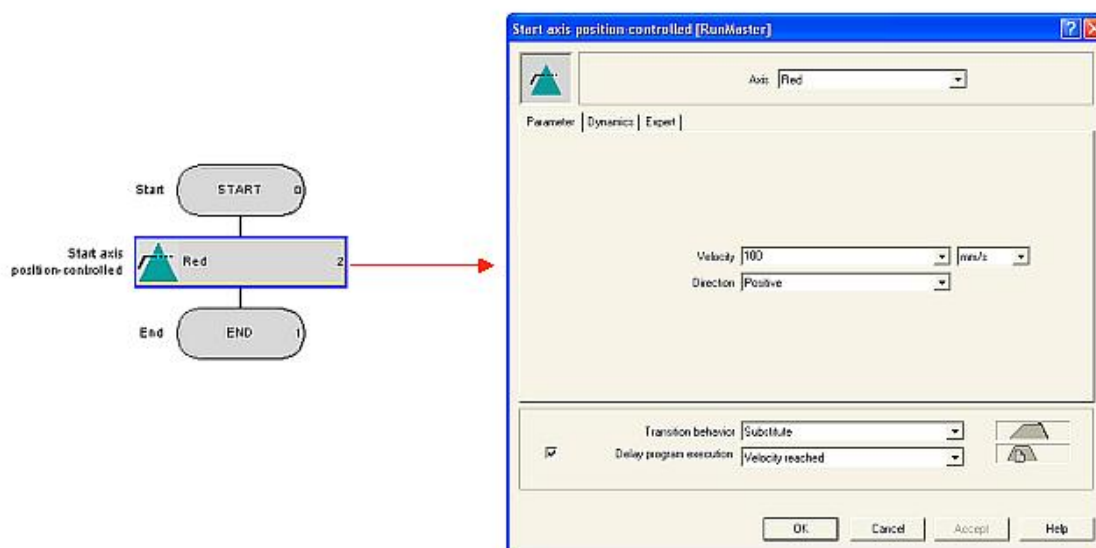 Start axis position-controlled [RunMaster]
Axis Red
Parameter Dynamics Expert
Start START 0
Start axis
position-controlled
Red 2
End END 1
Velocity 100 mm/s
Direction Positive
Transition behavior Substitute
Delay program execution Velocity reached
OK Cancel Accept Help